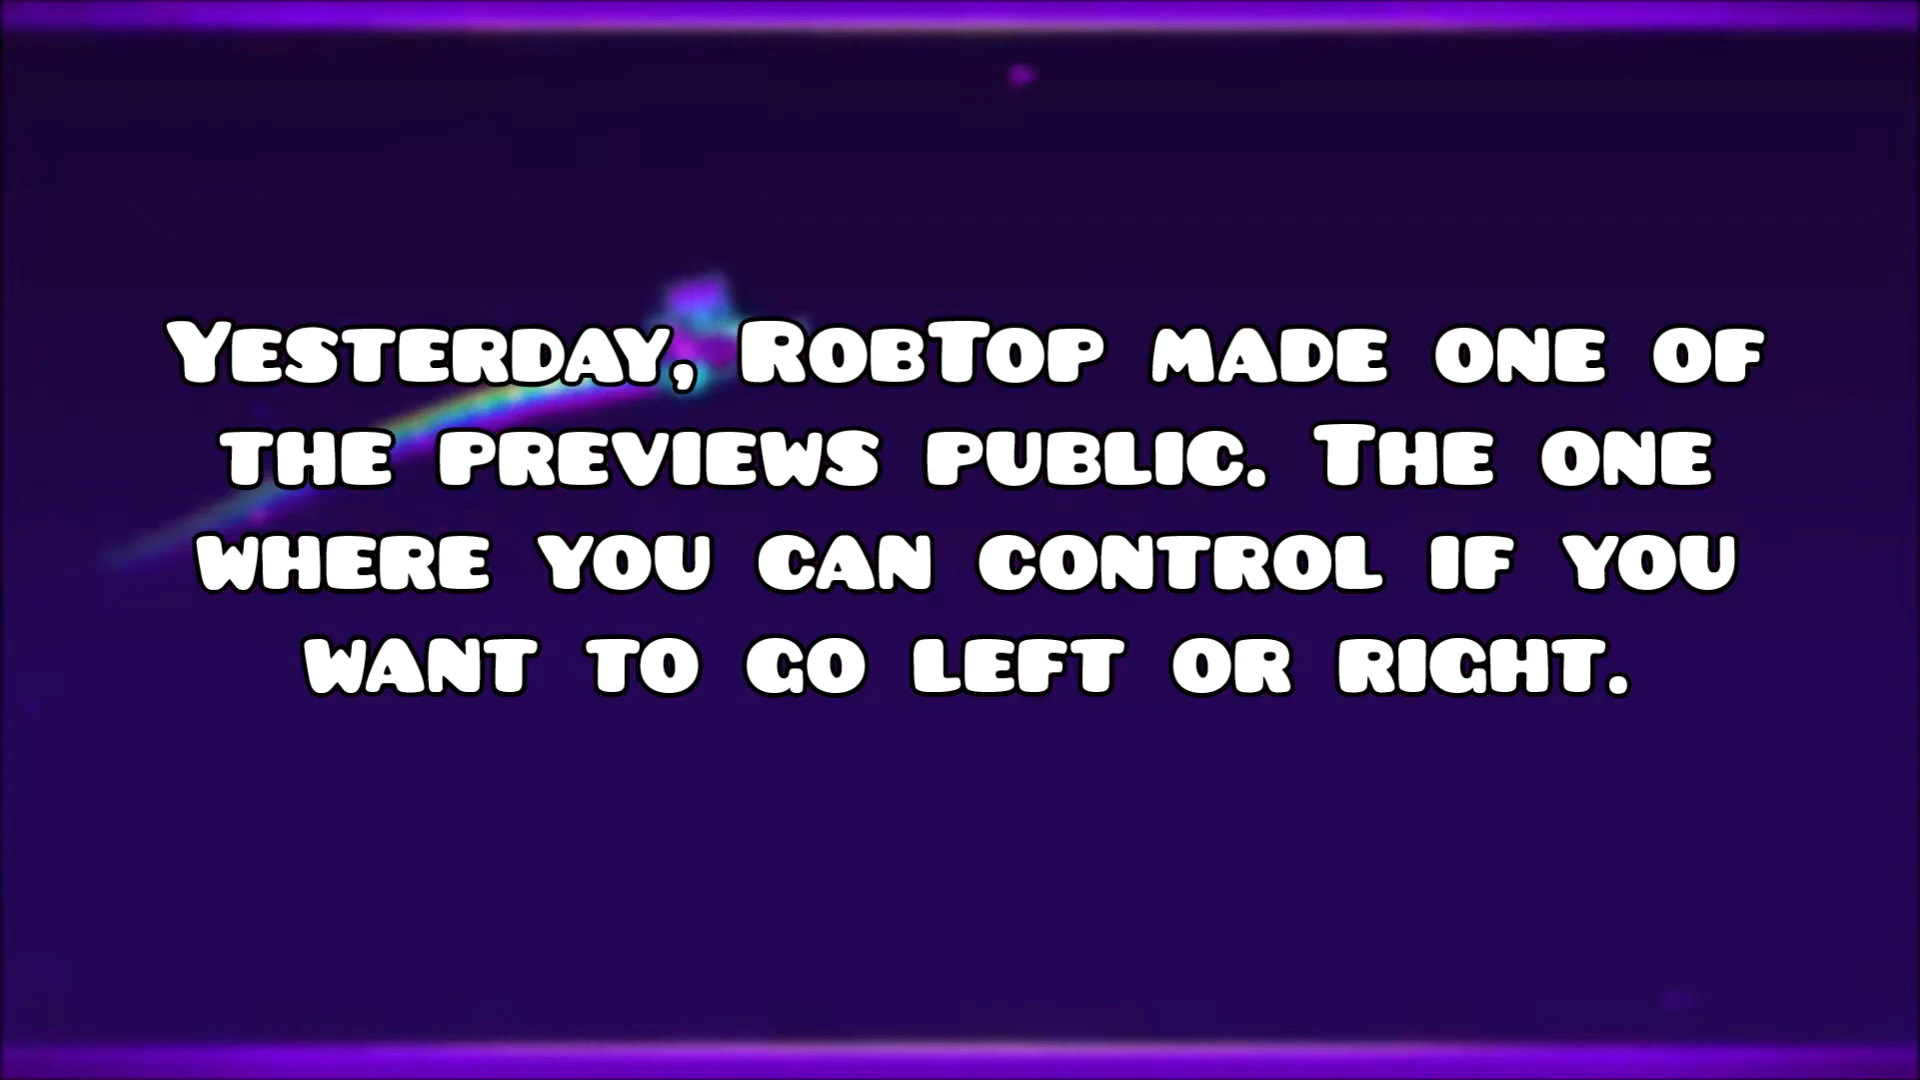 Yesterday, RobTop made one of
the previews public. The one
where you can control if you
want to go left or right.